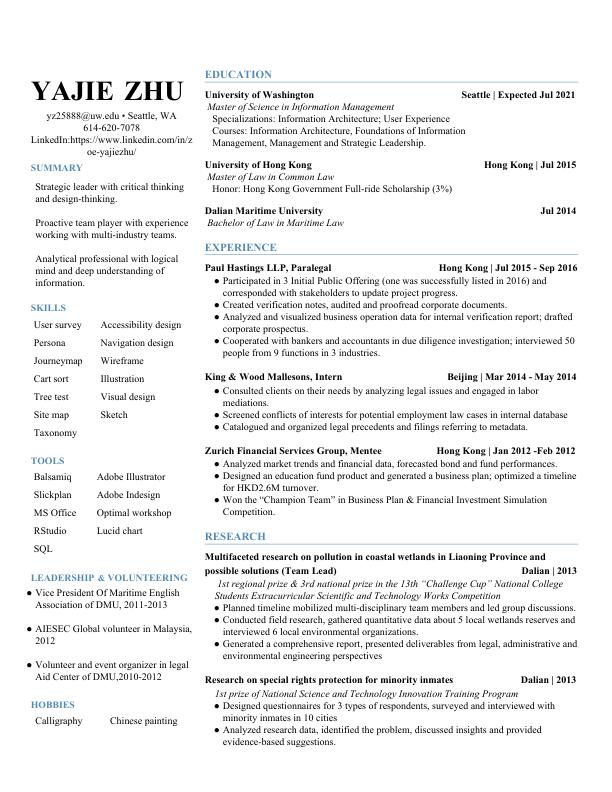 YAJIE ZHU
yz25888@uw.edu • Seattle, WA
614-620-7078
LinkedIn:https://www.linkedin.com/in/z
oe-yajiezhu/
SUMMARY
Strategic leader with critical thinking
and design-thinking.
Proactive team player with experience
working with multi-industry teams.
Analytical professional with logical
mind and deep understanding of
information.
SKILLS
User survey Accessibility design
Persona Navigation design
Journeymap Wireframe
Cart sort Illustration
Tree test Visual design
Site map Sketch
Taxonomy
TOOLS
Balsamiq Adobe Illustrator
Slickplan Adobe Indesign
MS Office Optimal workshop
RStudio Lucid chart
SQL
LEADERSHIP & VOLUNTEERING
● Vice President Of Maritime English
Association of DMU, 2011-2013
● AIESEC Global volunteer in Malaysia,
2012
● Volunteer and event organizer in legal
Aid Center of DMU,2010-2012
HOBBIES
Calligraphy Chinese painting
EDUCATION
University of Washington Seattle | Expected Jul 2021
Master of Science in Information Management
Specializations: Information Architecture; User Experience
Courses: Information Architecture, Foundations of Information
Management, Management and Strategic Leadership.
University of Hong Kong Hong Kong | Jul 2015
Master of Law in Common Law
Honor: Hong Kong Government Full-ride Scholarship (3%)
Dalian Maritime University Jul 2014
Bachelor of Law in Maritime Law
EXPERIENCE
Paul Hastings LLP, Paralegal Hong Kong | Jul 2015 - Sep 2016
● Participated in 3 Initial Public Offering (one was successfully listed in 2016) and
corresponded with stakeholders to update project progress.
● Created verification notes, audited and proofread corporate documents.
● Analyzed and visualized business operation data for internal verification report; drafted
corporate prospectus.
● Cooperated with bankers and accountants in due diligence investigation; interviewed 50
people from 9 functions in 3 industries.
King & Wood Mallesons, Intern Beijing | Mar 2014 - May 2014
● Consulted clients on their needs by analyzing legal issues and engaged in labor
mediations.
● Screened conflicts of interests for potential employment law cases in internal database
● Catalogued and organized legal precedents and filings referring to metadata.
Zurich Financial Services Group, Mentee Hong Kong | Jan 2012 -Feb 2012
● Analyzed market trends and financial data, forecasted bond and fund performances.
● Designed an education fund product and generated a business plan; optimized a timeline
for HKD2.6M turnover.
● Won the “Champion Team” in Business Plan & Financial Investment Simulation
Competition.
RESEARCH
Multifaceted research on pollution in coastal wetlands in Liaoning Province and
possible solutions (Team Lead) Dalian | 2013
1st regional prize & 3rd national prize in the 13th “Challenge Cup” National College
Students Extracurricular Scientific and Technology Works Competition
● Planned timeline mobilized multi-disciplinary team members and led group discussions.
● Conducted field research, gathered quantitative data about 5 local wetlands reserves and
interviewed 6 local environmental organizations.
● Generated a comprehensive report, presented deliverables from legal, administrative and
environmental engineering perspectives
Research on special rights protection for minority inmates Dalian | 2013
1st prize of National Science and Technology Innovation Training Program
● Designed questionnaires for 3 types of respondents, surveyed and interviewed with
minority inmates in 10 cities
● Analyzed research data, identified the problem, discussed insights and provided
evidence-based suggestions.